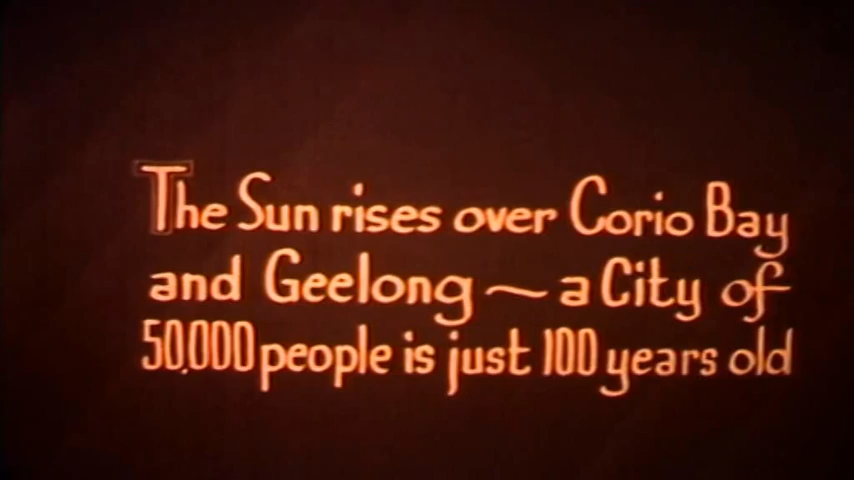 The Sun rises over Corio Bay
and Geelong ~ a City of
50,000 people is just 100 years old